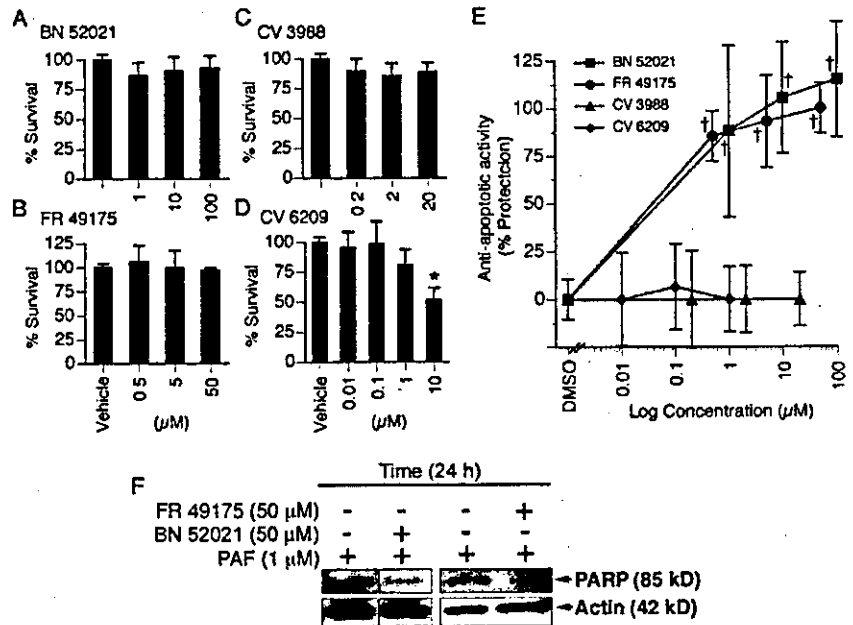 A BN 52021
% Survival
100
75
50
25
0
1
10
100
B FR 49175
% Survival
125
100
75
50
25
0
Vehicle
0 5
5
50
(µM)
C CV 3988
% Survival
100
75
50
25
0
0 2
2
20
D CV 6209
% Survival
100
75
50
25
0
*
Vehicle
0.01
0.1
1
10
(µM)
E
Anti-apoptotic activity
(% Protectcion)
125
100
75
50
25
0
BN 52021
FR 49175
CV 3988
CV 6209
† † † † † †
DMSO
0.01
0.1
1
10
100
Log Concentration (µM)
F
Time (24 h)
FR 49175 (50 µM) - - - +
BN 52021 (50 µM) - + - -
PAF (1 µM) + + + +
PARP (85 kD)
Actin (42 kD)